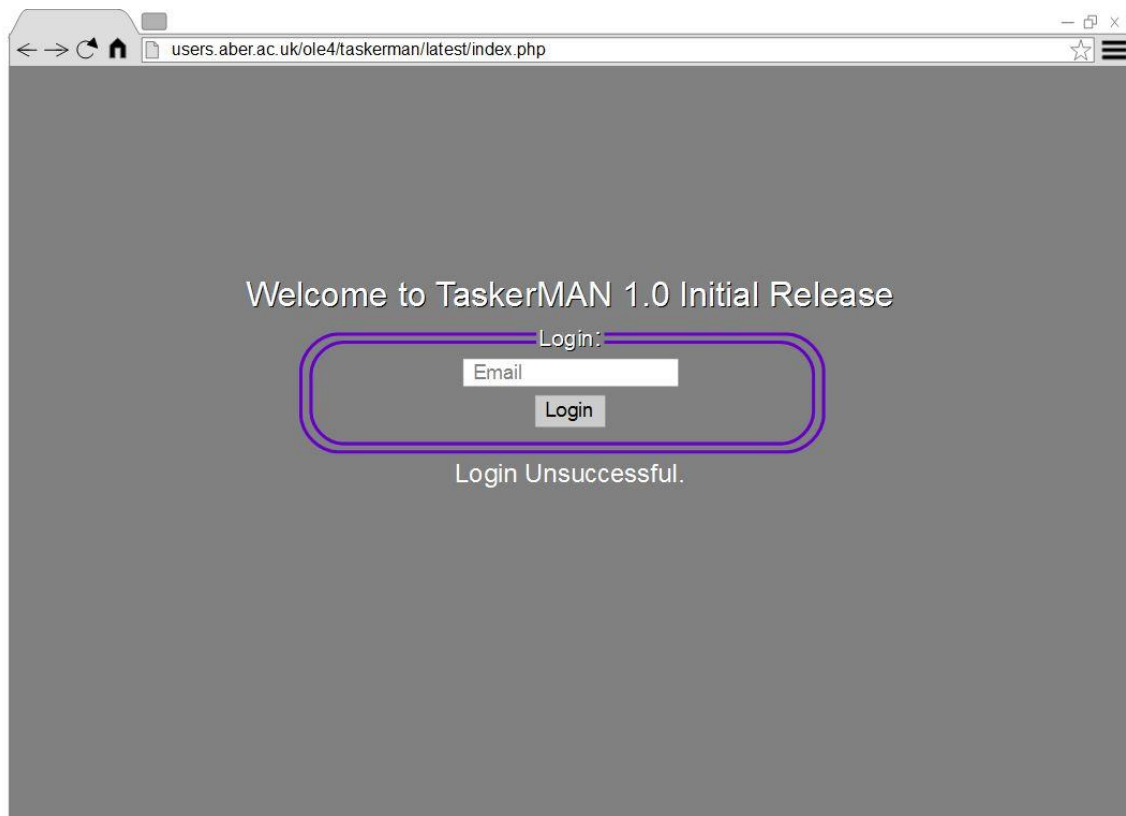 users.aber.ac.uk/ole4/taskerman/latest/index.php
Welcome to TaskerMAN 1.0 Initial Release
Login:
Email
Login
Login Unsuccessful.